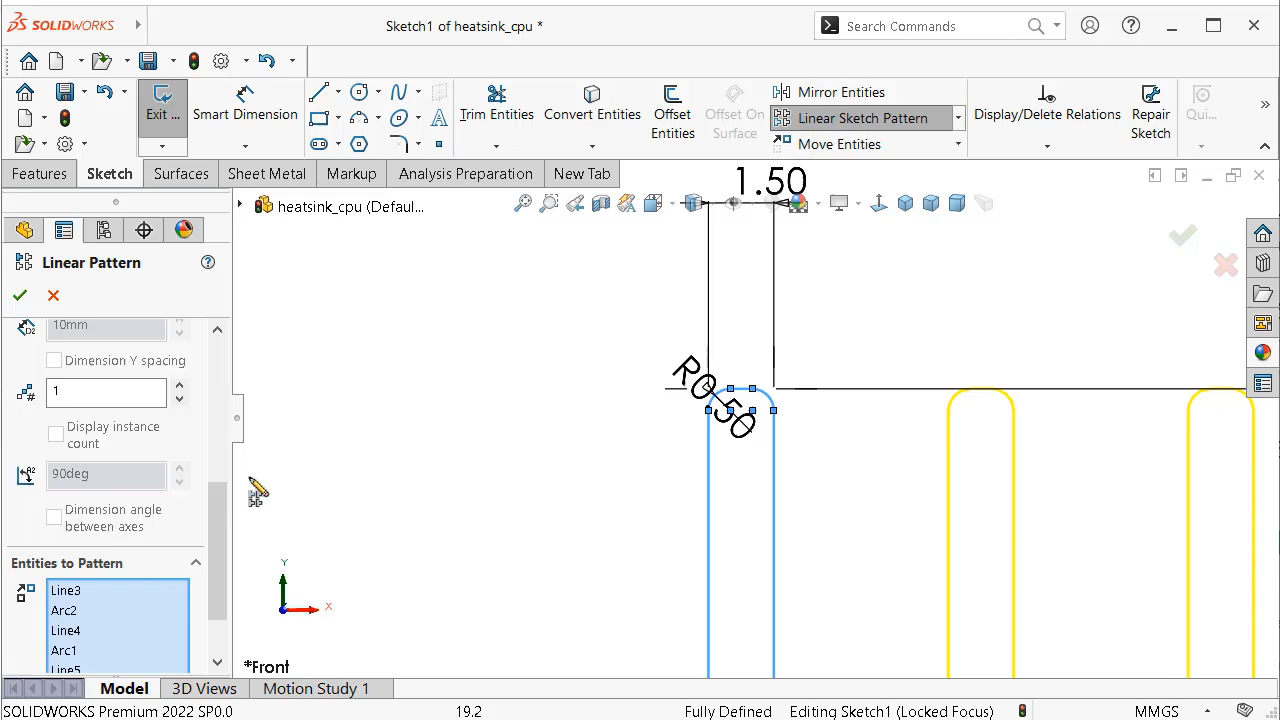 SOLIDWORKS
Sketch1 of heatsink_cpu *
Search Commands
Exit ...
Smart Dimension
Trim Entities
Convert Entities
Offset Entities
Offset On Surface
Mirror Entities
Linear Sketch Pattern
Move Entities
Display/Delete Relations
Repair Sketch
Qui...
Features
Sketch
Surfaces
Sheet Metal
Markup
Analysis Preparation
New Tab
heatsink_cpu (Defaul...
1.50
Linear Pattern
10mm
Dimension Y spacing
1
Display instance count
90deg
Dimension angle between axes
Entities to Pattern
Line3
Arc2
Line4
Arc1
Line5
R0.50
Y
X
*Front
Model
3D Views
Motion Study 1
SOLIDWORKS Premium 2022 SP0.0
19.2
Fully Defined
Editing Sketch1 (Locked Focus)
MMGS